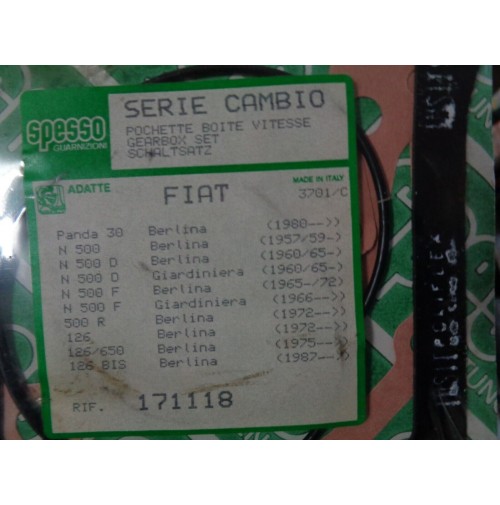 SERIE CAMBIO
spesso
GUARNIZIONI
POCHETTE BOITE VITESSE
GEARBOX SET
SCHALTSATZ
ADATTE
FIAT
MADE IN ITALY
3701/C
Panda 30 Berlina (1980-->)
N 500 Berlina (1957/59-)
N 500 D Berlina (1960/65-)
N 500 D Giardiniera (1960/65-)
N 500 F Berlina (1965-/72)
N 500 F Giardiniera (1966-->)
500 R Berlina (1972-->)
126 Berlina (1972-->)
126/650 Berlina (1975-->)
126 BIS Berlina (1987-->)
RIF. 171118